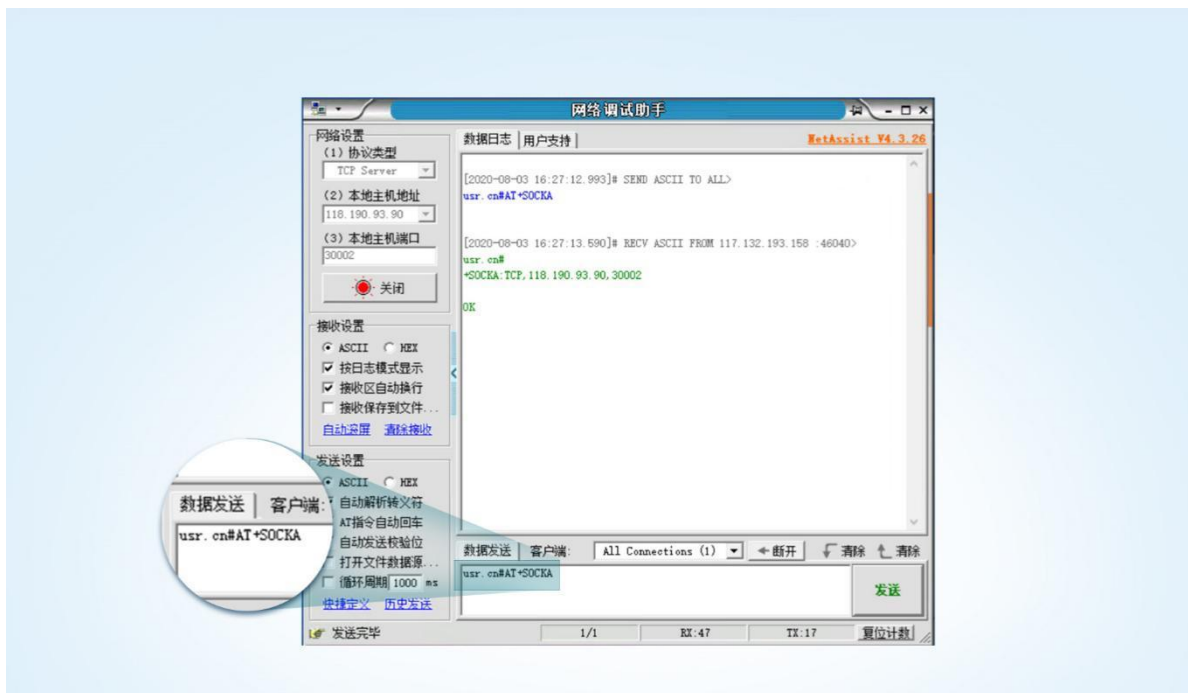 网络调试助手
网络设置
(1) 协议类型
TCP Server
(2) 本地主机地址
118.190.93.90
(3) 本地主机端口
30002
关闭
接收设置
ASCII HEX
按日志模式显示
接收区自动换行
接收保存到文件...
自动滚屏 清除接收
发送设置
ASCII HEX
自动解析转义符
AT指令自动回车
自动发送校验位
打开文件数据源...
循环周期 1000 ms
快捷定义 历史发送
数据日志 用户支持 NetAssist V4.3.26
[2020-08-03 16:27:12.993]# SEND ASCII TO ALL>
usr.cn#AT+SOCKA
[2020-08-03 16:27:13.590]# RECV ASCII FROM 117.132.193.158 :46040>
usr.cn#
+SOCKA:TCP,118.190.93.90,30002
OK
数据发送 客户端: All Connections (1) 断开 清除 清除
usr.cn#AT+SOCKA
发送
数据发送 客户端:
usr.cn#AT+SOCKA
发送完毕 1/1 RX:47 TX:17 复位计数